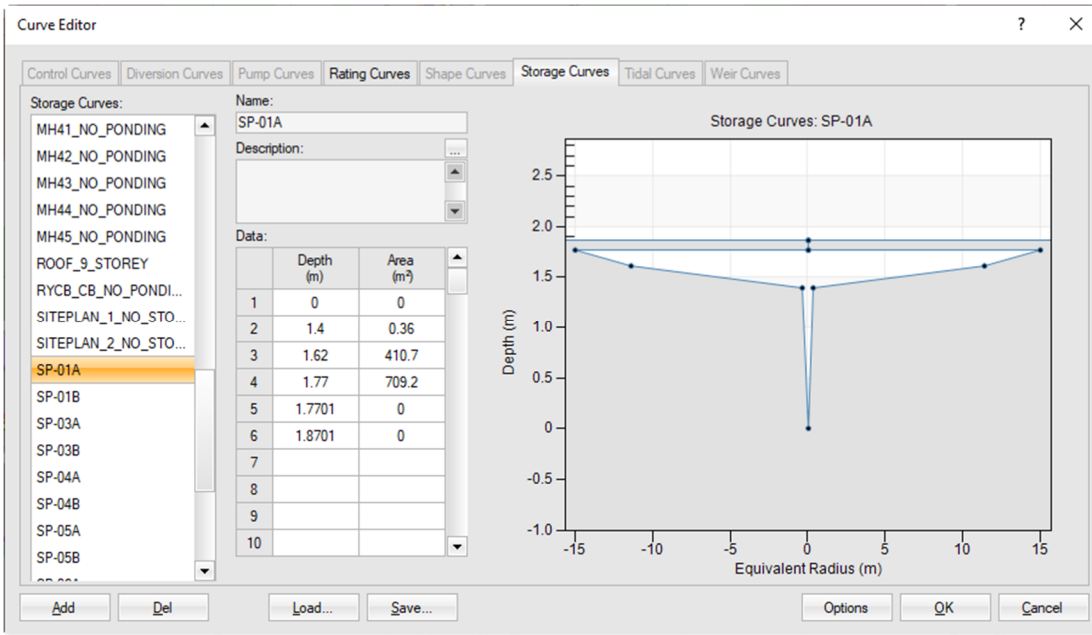 Curve Editor
?
Control Curves Diversion Curves Pump Curves Rating Curves Shape Curves Storage Curves Tidal Curves Weir Curves
Storage Curves:
MH41_NO_PONDING
MH42_NO_PONDING
MH43_NO_PONDING
MH44_NO_PONDING
MH45_NO_PONDING
ROOF_9_STOREY
RYCB_CB_NO_PONDI...
SITEPLAN_1_NO_STO...
SITEPLAN_2_NO_STO...
SP-01A
SP-01B
SP-03A
SP-03B
SP-04A
SP-04B
SP-05A
SP-05B
Name:
SP-01A
Description:
...
Data:
Depth (m) Area (m²)
1 0 0
2 1.4 0.36
3 1.62 410.7
4 1.77 709.2
5 1.7701 0
6 1.8701 0
7
8
9
10
Storage Curves: SP-01A
Depth (m)
2.5
2.0
1.5
1.0
0.5
0
-0.5
-1.0
-15 -10 -5 0 5 10 15
Equivalent Radius (m)
Add Del Load... Save... Options OK Cancel